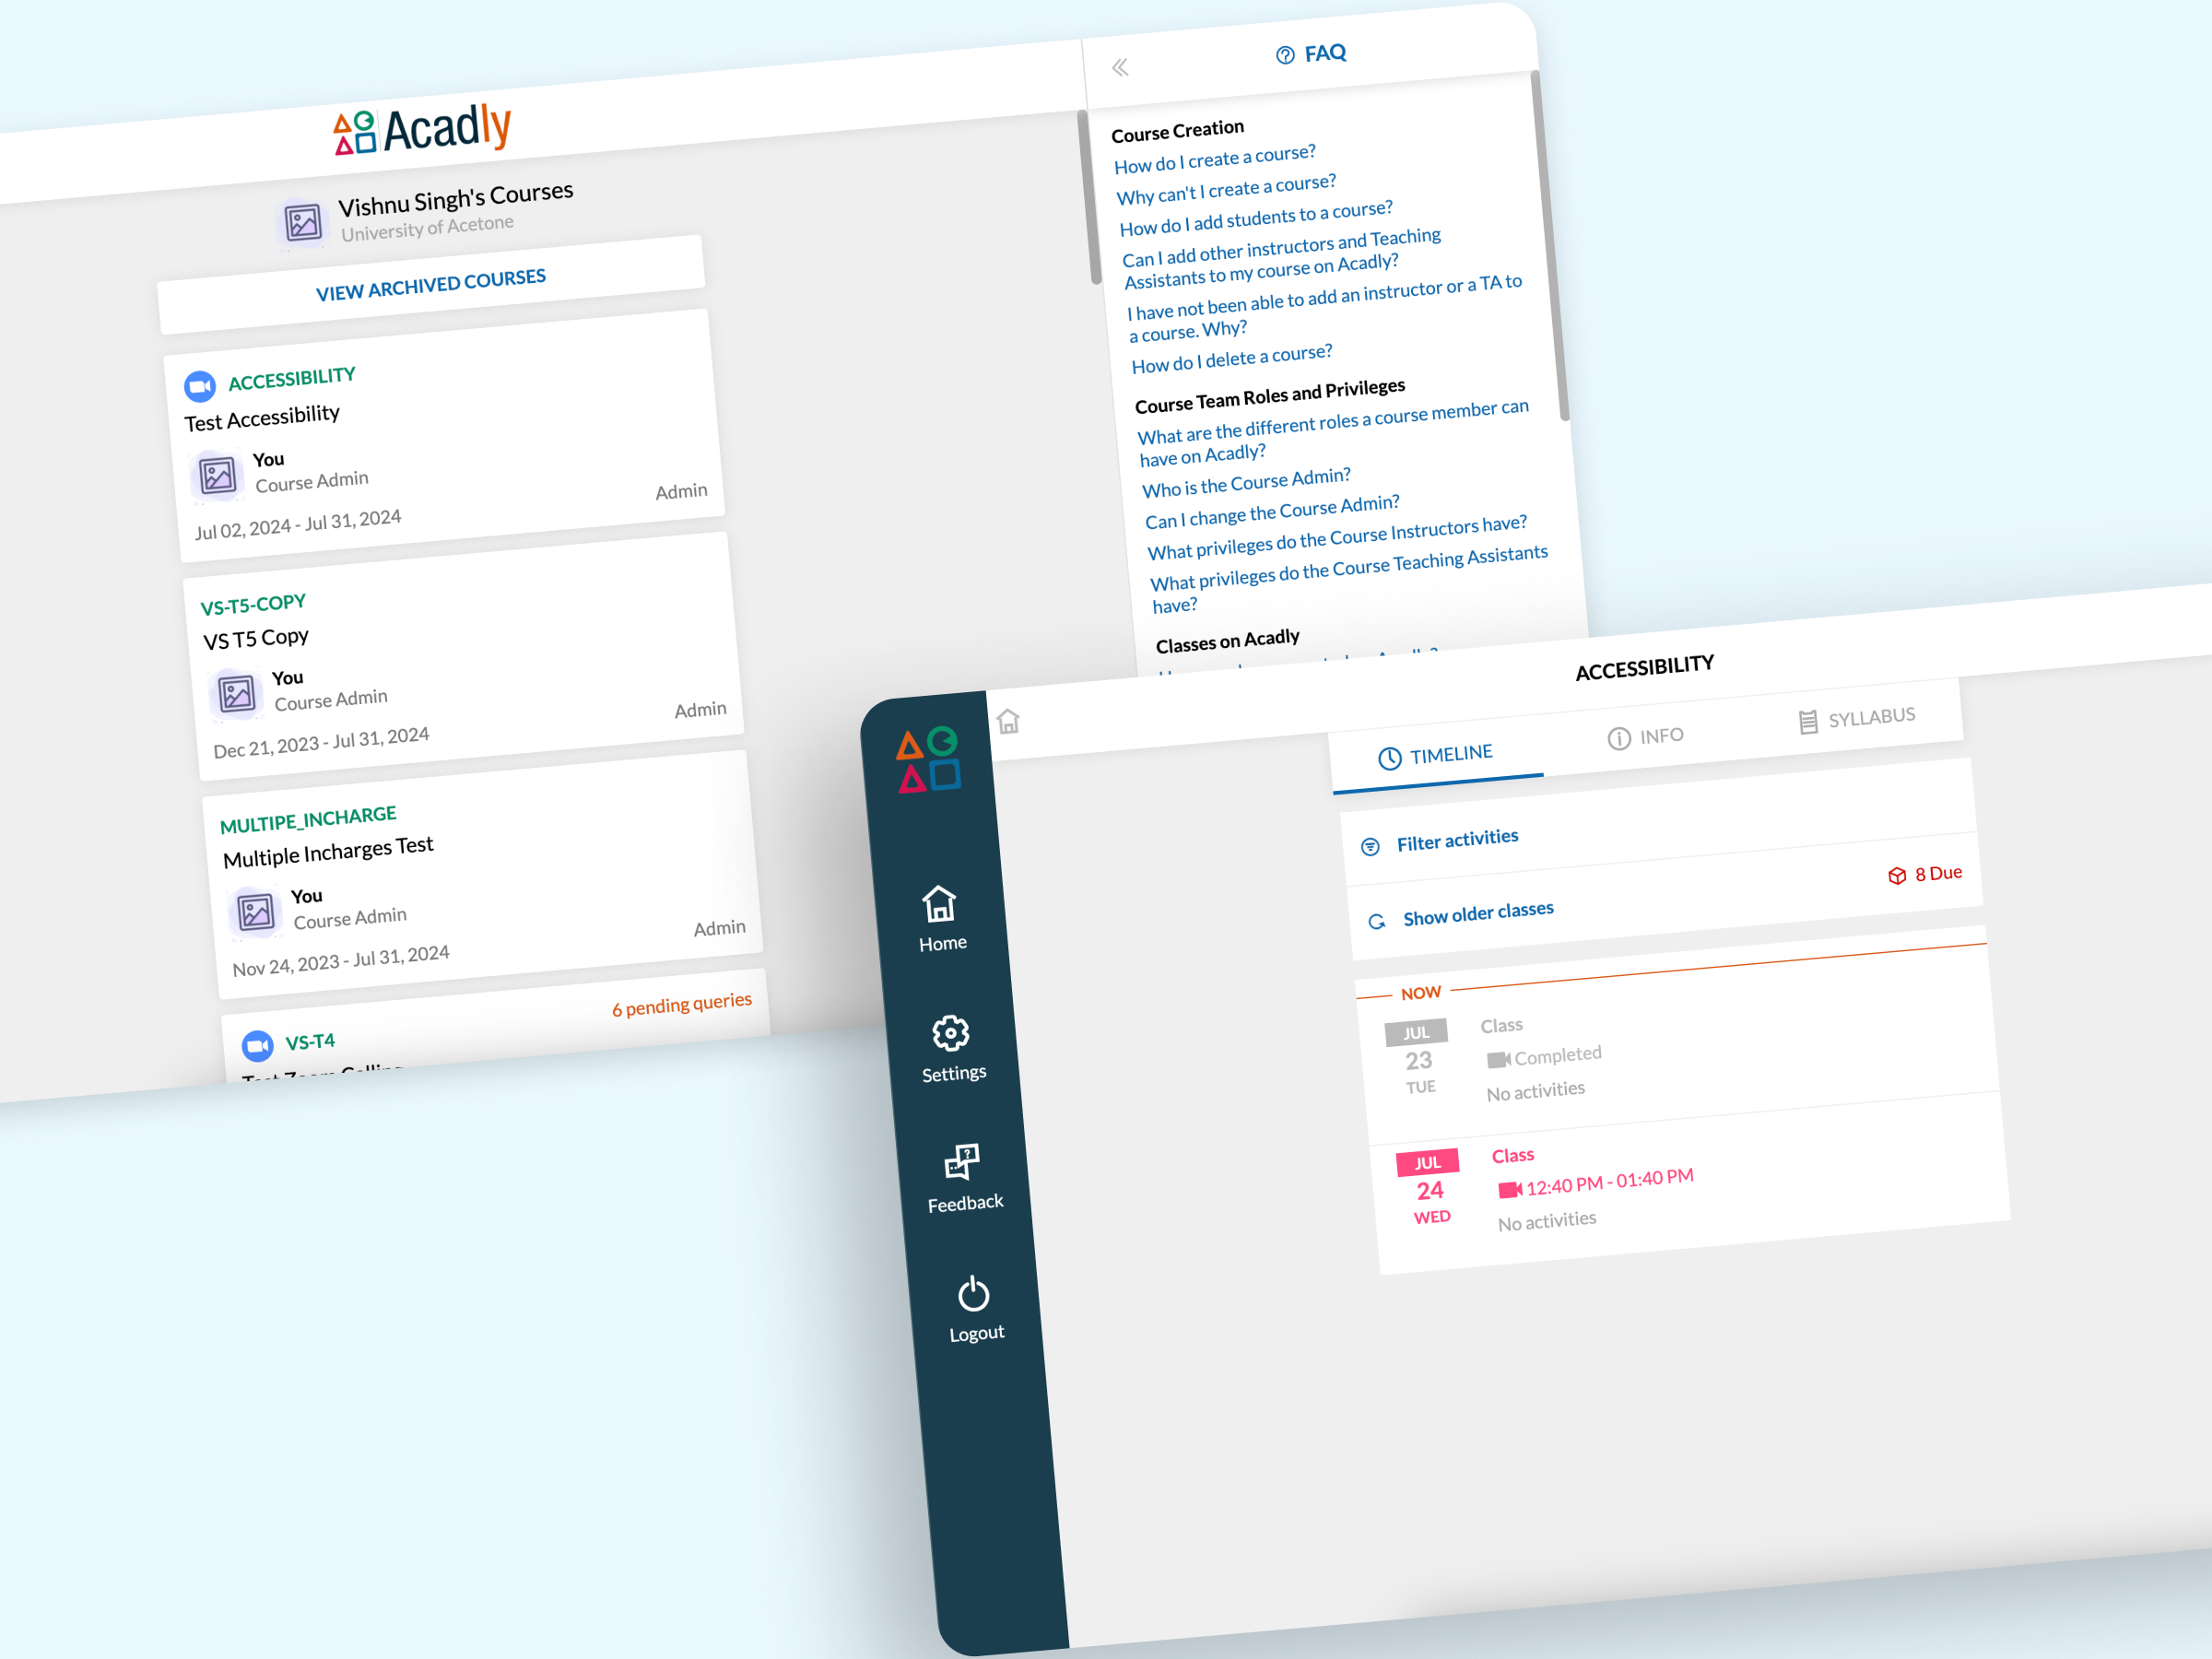 Acadly
Vishnu Singh's Courses
University of Acetone
VIEW ARCHIVED COURSES
ACCESSIBILITY
Test Accessibility
You
Course Admin
Jul 02, 2024 - Jul 31, 2024
Admin
VS-T5-COPY
VS T5 Copy
You
Course Admin
Dec 21, 2023 - Jul 31, 2024
Admin
MULTIPE_INCHARGE
Multiple Incharges Test
You
Course Admin
Nov 24, 2023 - Jul 31, 2024
Admin
6 pending queries
VS-T4
FAQ
Course Creation
How do I create a course?
Why can't I create a course?
How do I add students to a course?
Can I add other instructors and Teaching
Assistants to my course on Acadly?
I have not been able to add an instructor or a TA to
a course. Why?
How do I delete a course?
Course Team Roles and Privileges
What are the different roles a course member can
have on Acadly?
Who is the Course Admin?
Can I change the Course Admin?
What privileges do the Course Instructors have?
What privileges do the Course Teaching Assistants
have?
Classes on Acadly
Home
Settings
Feedback
Logout
ACCESSIBILITY
TIMELINE
INFO
SYLLABUS
Filter activities
Show older classes
8 Due
NOW
JUL
23
TUE
Class
Completed
No activities
JUL
24
WED
Class
12:40 PM - 01:40 PM
No activities